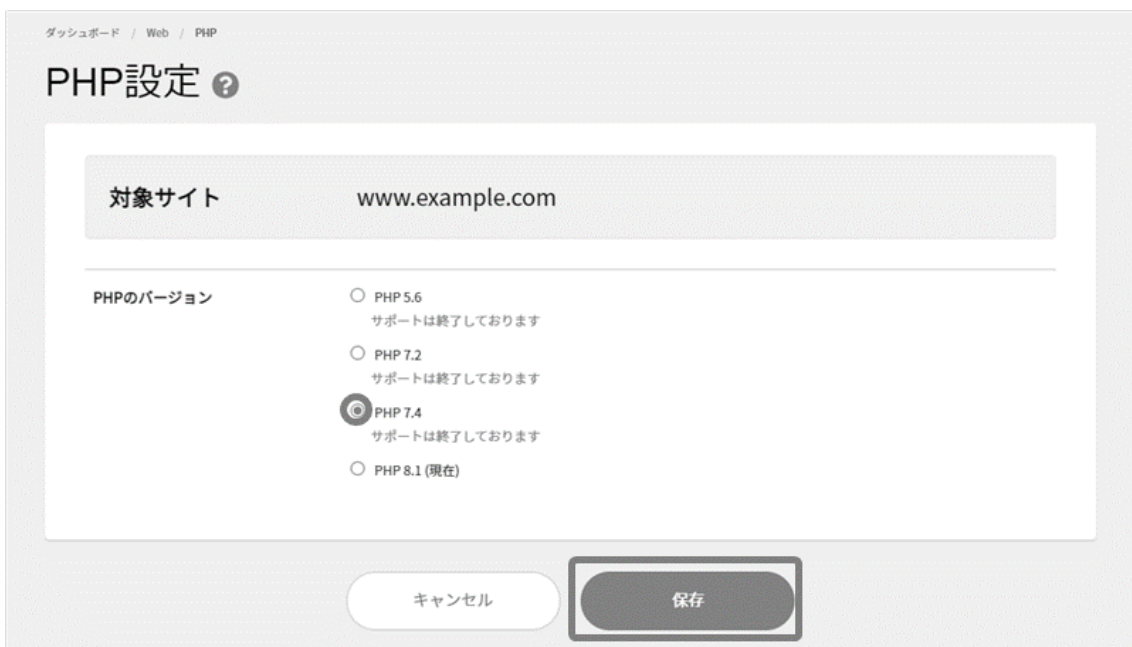 ダッシュボード / Web / PHP
PHP設定 ?
対象サイト www.example.com
PHPのバージョン
PHP 5.6
サポートは終了しております
PHP 7.2
サポートは終了しております
PHP 7.4
サポートは終了しております
PHP 8.1 (現在)
キャンセル 保存